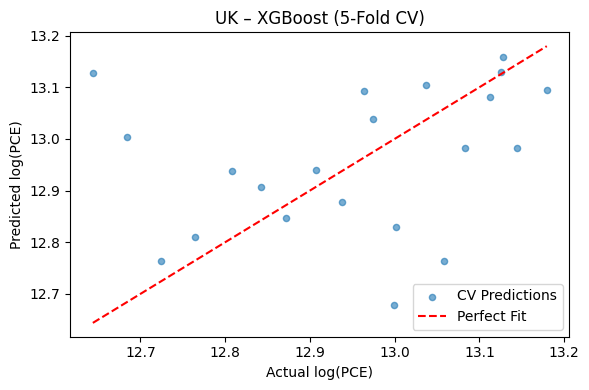 UK – XGBoost (5-Fold CV)
13.2
13.1
13.0
12.9
12.8
12.7
Predicted log(PCE)
CV Predictions
Perfect Fit
12.7 12.8 12.9 13.0 13.1 13.2
Actual log(PCE)